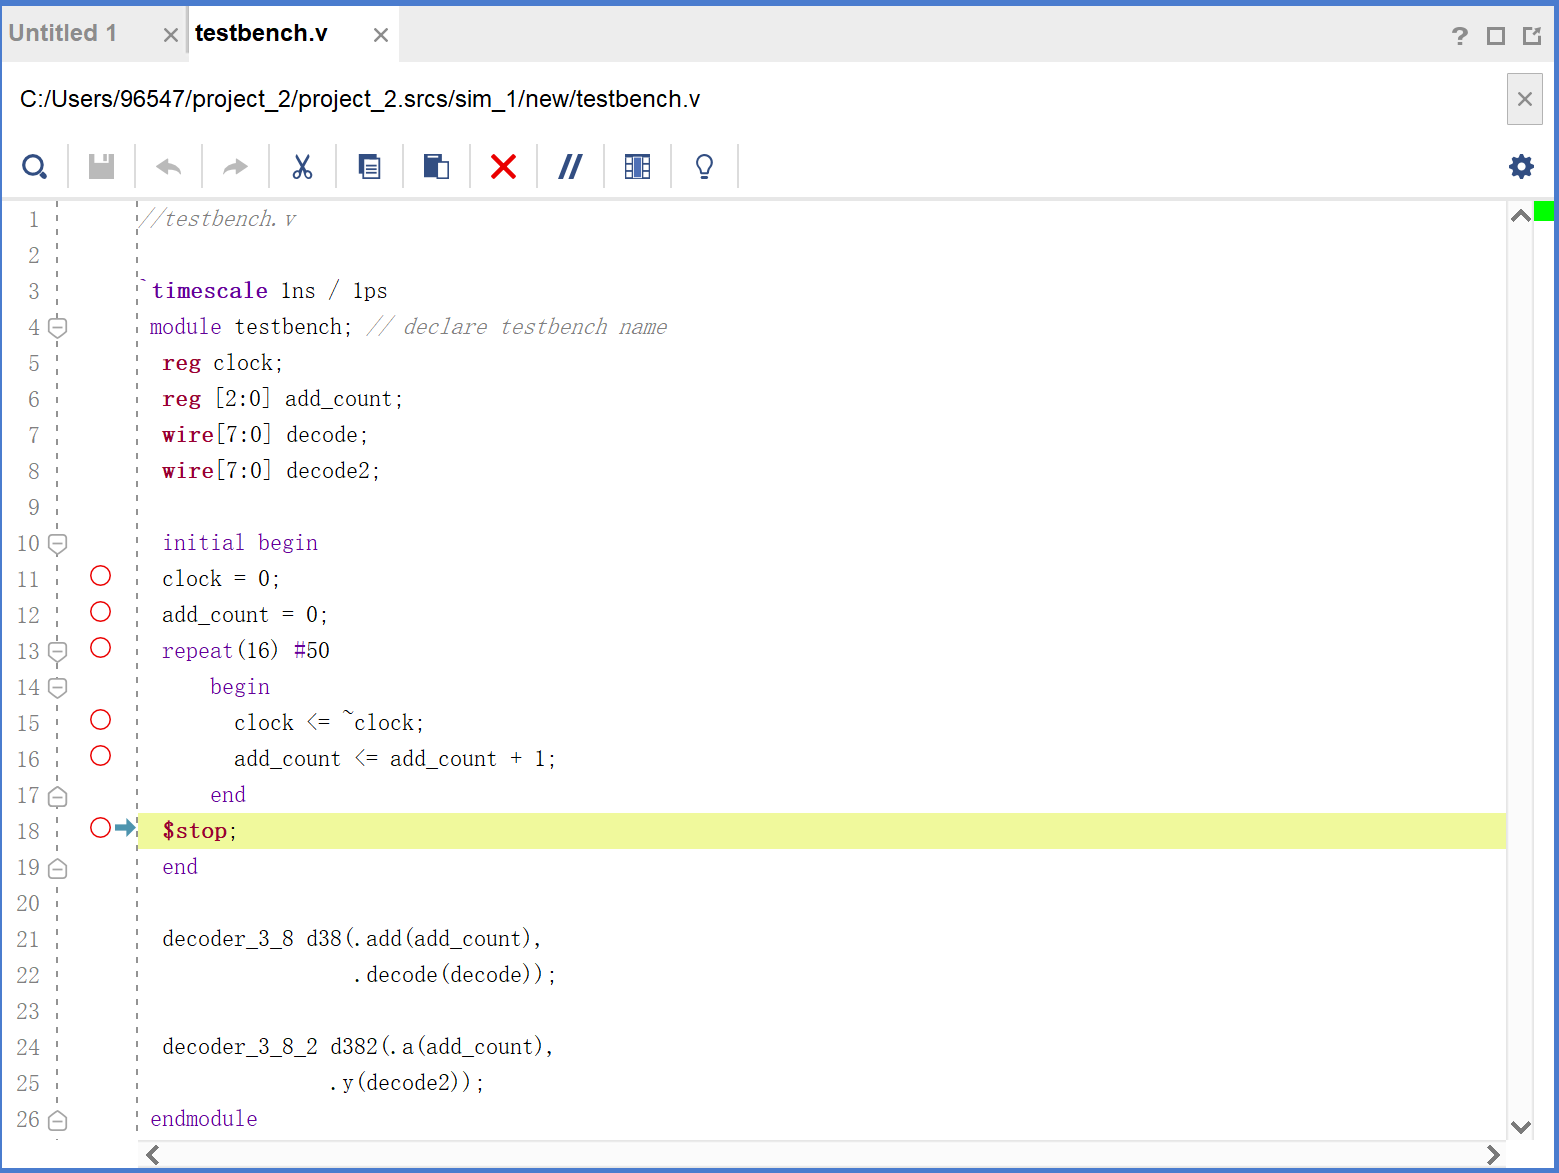 Untitled 1 testbench.v
C:/Users/96547/project_2/project_2.srcs/sim_1/new/testbench.v
1 //testbench.v
2
3 `timescale 1ns / 1ps
4 module testbench; // declare testbench name
5 reg clock;
6 reg [2:0] add_count;
7 wire[7:0] decode;
8 wire[7:0] decode2;
9
10 initial begin
11 clock = 0;
12 add_count = 0;
13 repeat(16) #50
14 begin
15 clock <= ~clock;
16 add_count <= add_count + 1;
17 end
18 $stop;
19 end
20
21 decoder_3_8 d38(.add(add_count),
22 .decode(decode));
23
24 decoder_3_8_2 d382(.a(add_count),
25 .y(decode2));
26 endmodule